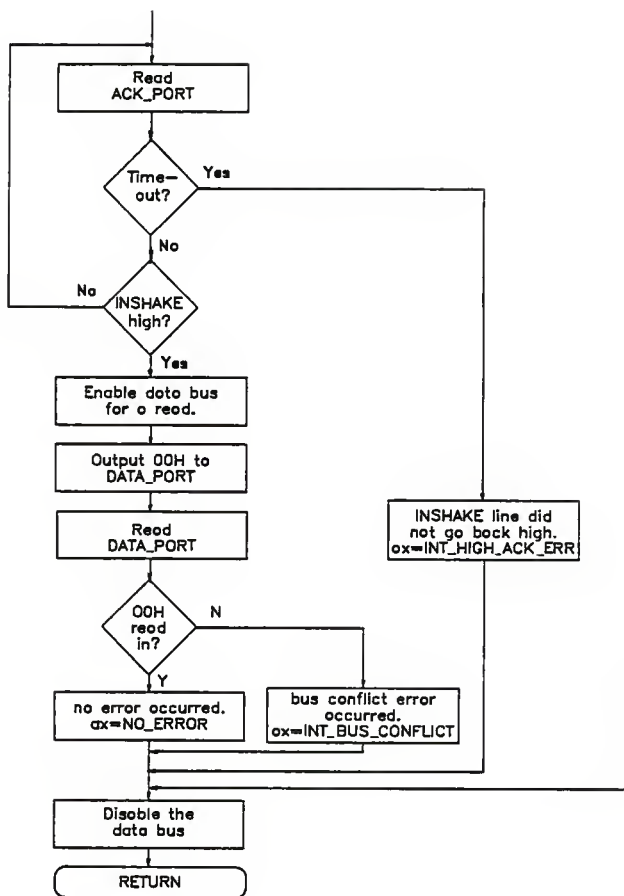 Read
ACK_PORT
Time-
out?
Yes
No
No
INSHAKE
high?
Yes
Enable data bus
for a read.
Output 00H to
DATA_PORT
Read
DATA_PORT
INSHAKE line did
not go back high.
ax=INT_HIGH_ACK_ERR
00H
read
in?
N
Y
no error occurred.
ax=NO_ERROR
bus conflict error
occurred.
ax=INT_BUS_CONFLICT
Disable the
data bus
RETURN